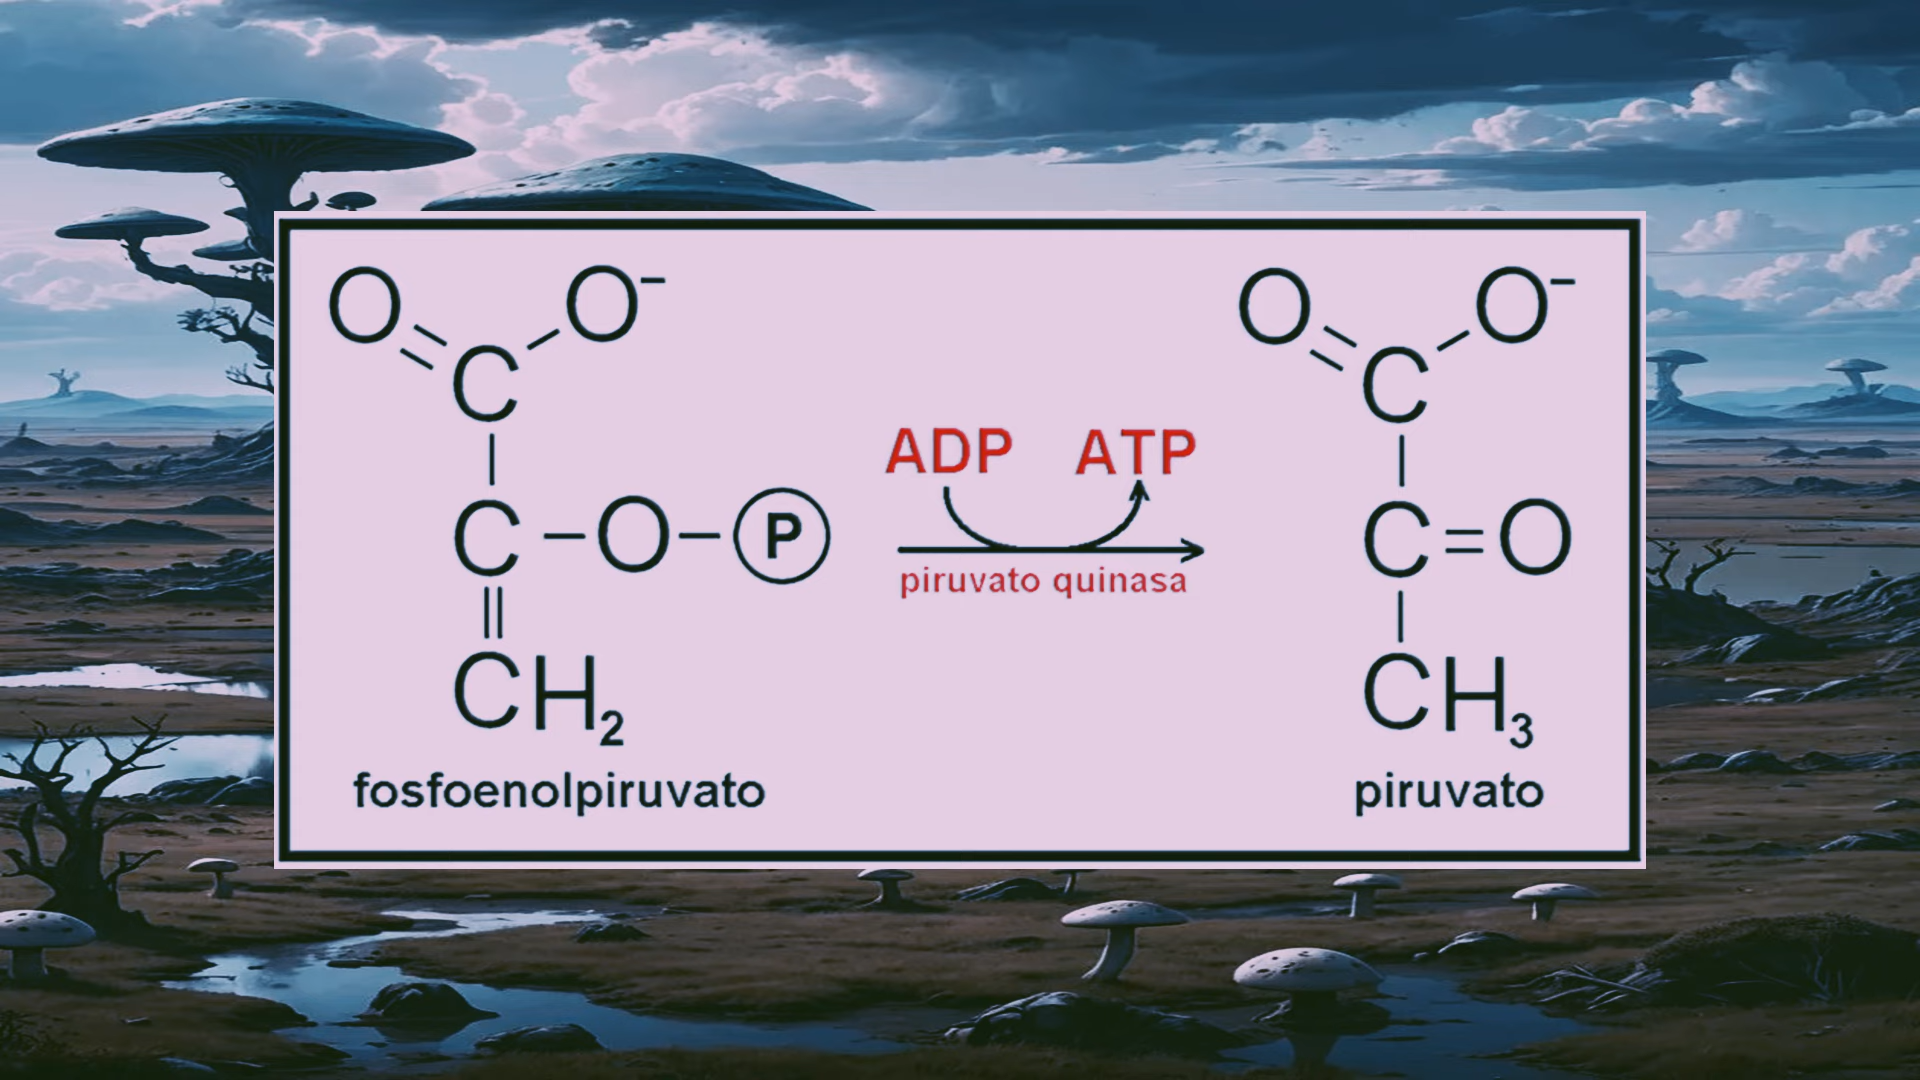 O O⁻
C
C – O – P
CH₂
fosfoenolpiruvato
ADP ATP
piruvato quinasa
O O⁻
C
C = O
CH₃
piruvato